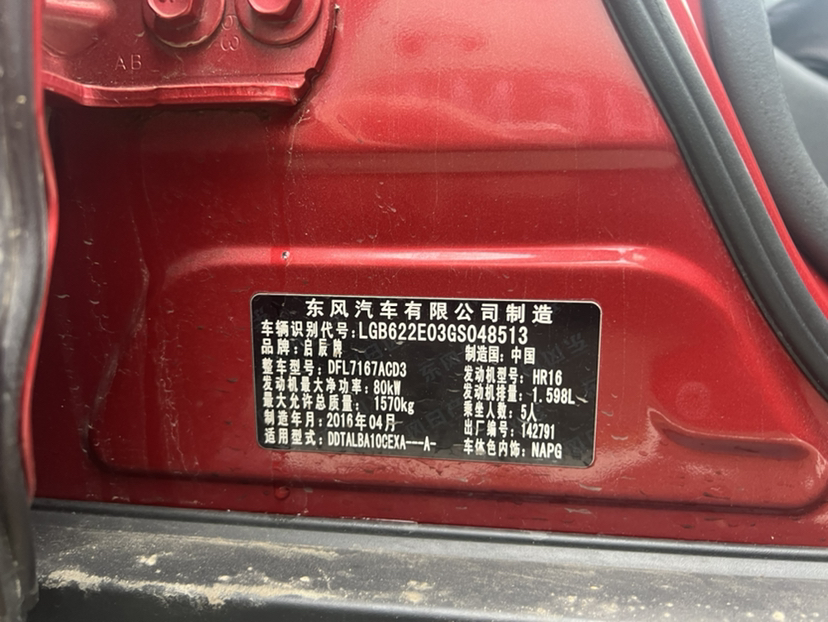 AB
东风汽车有限公司制造
车辆识别代号:LGB622E03GS048513
品牌:启辰牌 制造国:中国
整车型号:DFL7167ACD3 发动机型号:HR16
发动机最大净功率:80kW 发动机排量:1.598L
最大允许总质量:1570kg 乘坐人数:5人
制造年月:2016年04月 出厂编号:142791
适用型式:DDTALBA10CEXA---A- 车体色内饰:NAPG